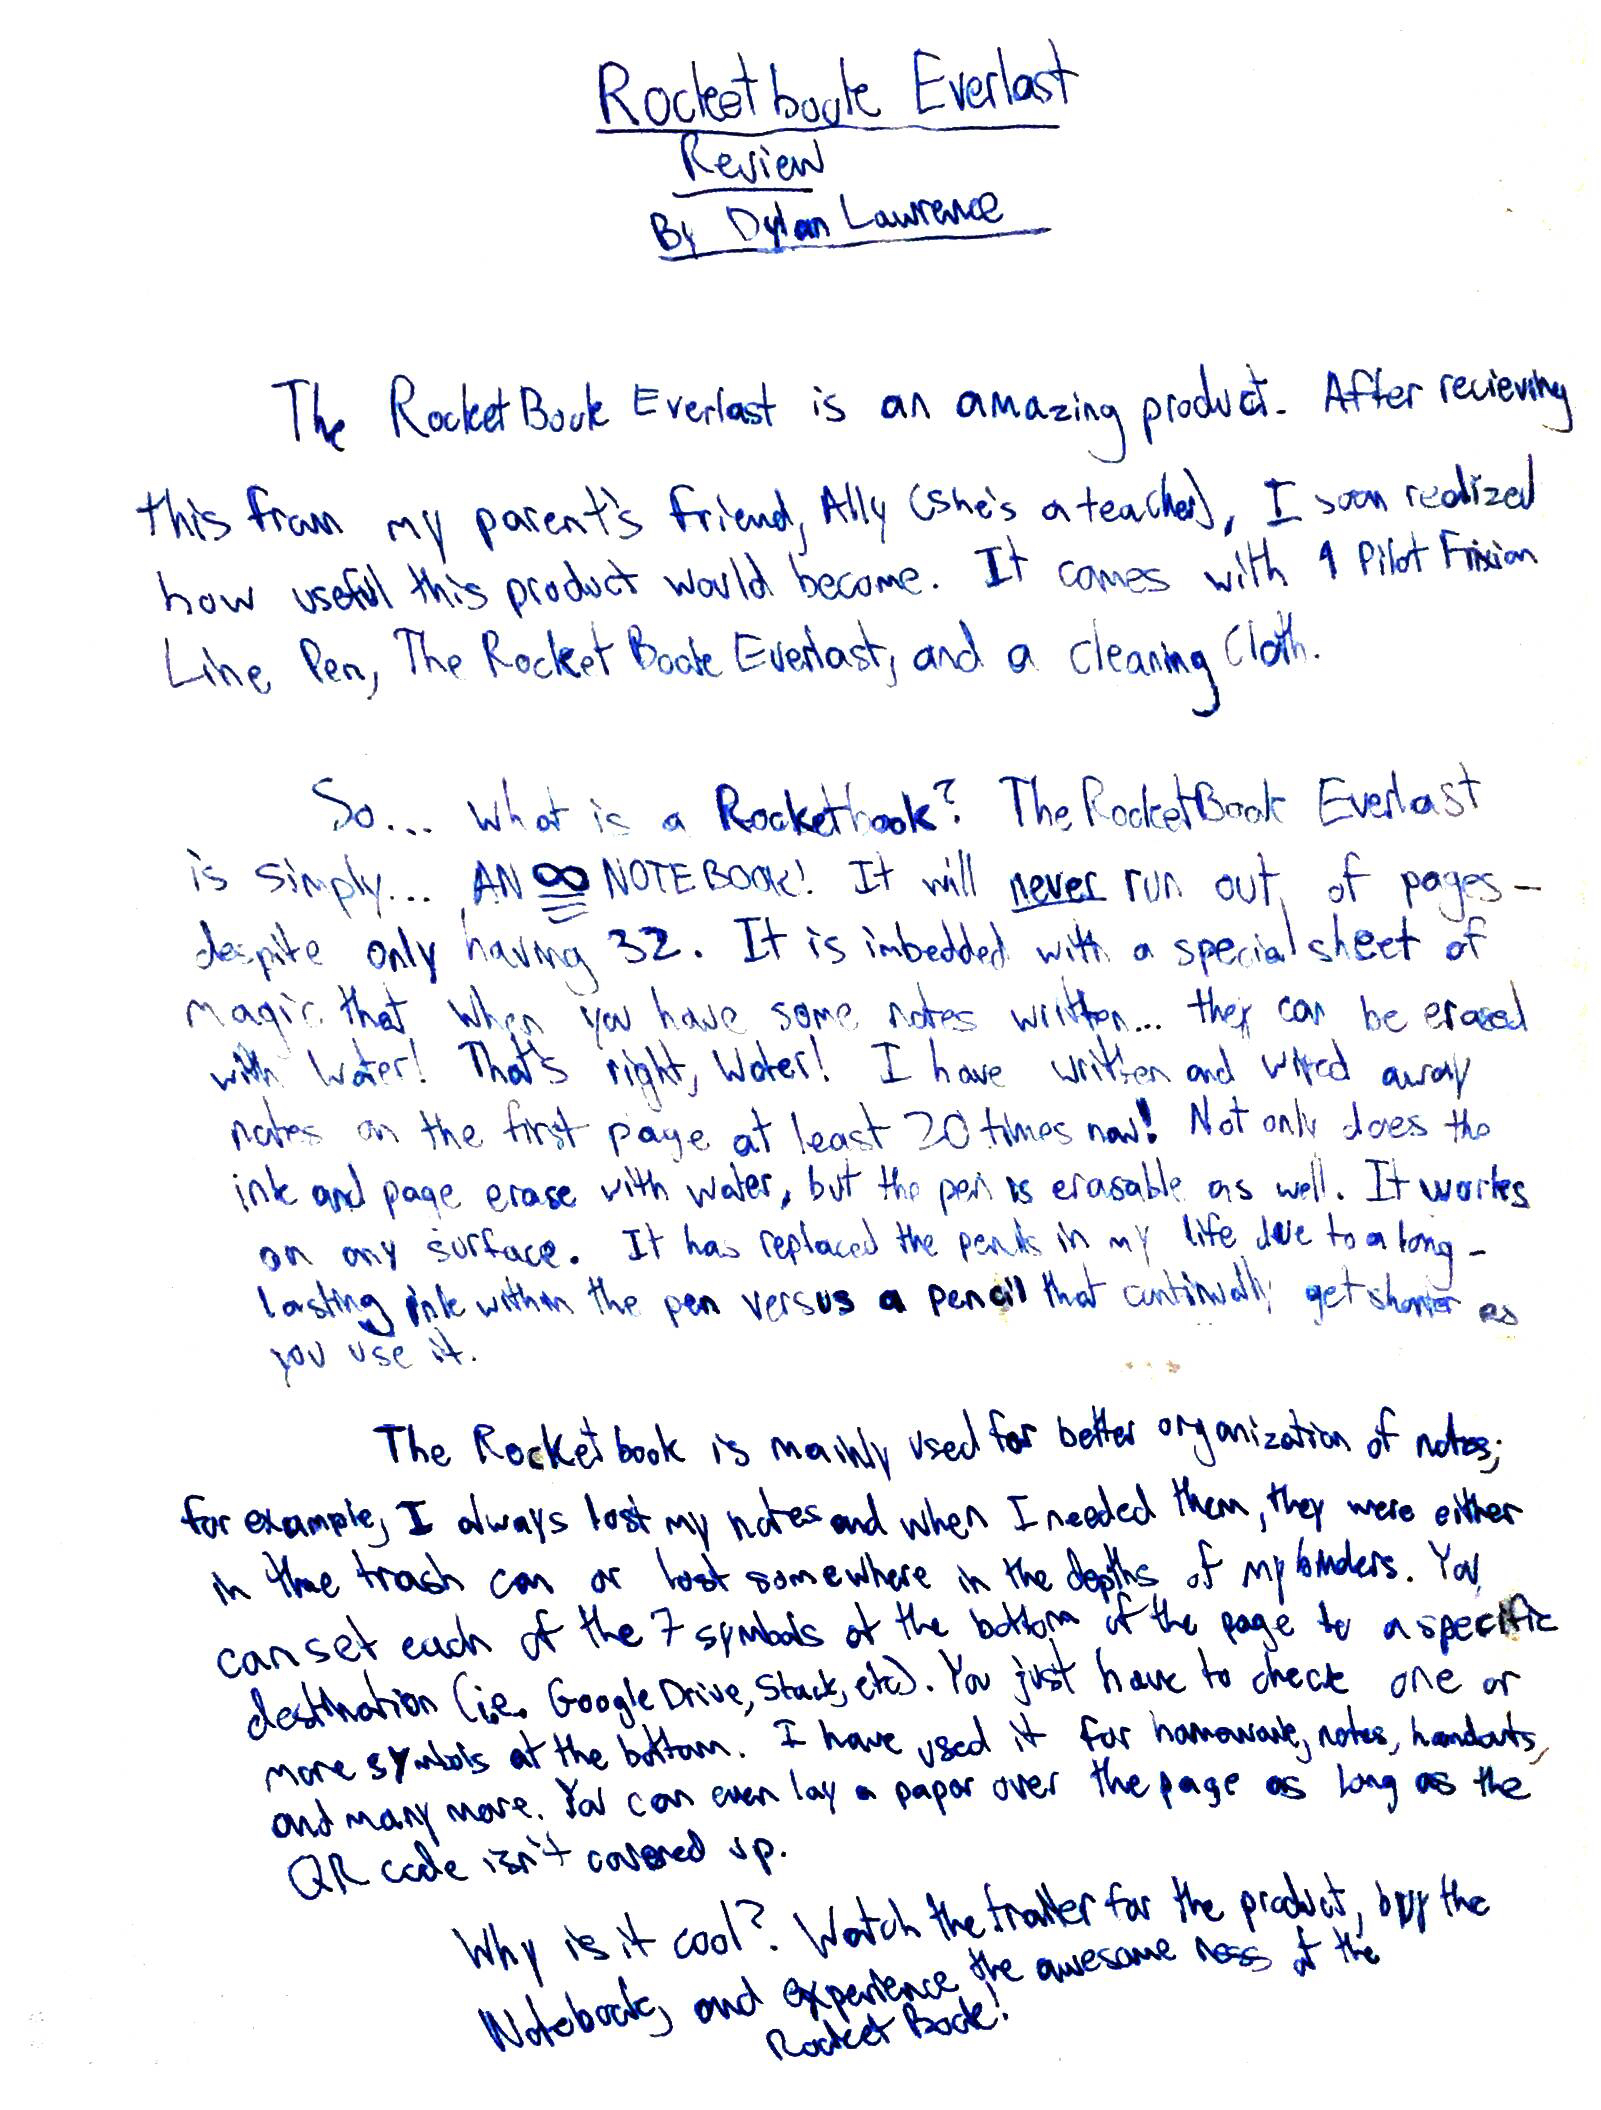 Rocketbook Everlast
Review
By Dylan Lawrence
The RocketBook Everlast is an amazing product. After recieving
this from my parent's friend, Ally (she's a teacher), I soon realized
how useful this product would become. It comes with 1 Pilot Frixion
Line Pen, The Rocket Book Everlast, and a cleaning Cloth.
So... what is a Rocketbook? The RocketBook Everlast
is simply... AN ∞ NOTEBOOK! It will never run out of pages -
despite only having 32. It is imbedded with a special sheet of
magic that when you have some notes written... they can be erased
with water! That's right, Water! I have written and wiped away
notes on the first page at least 20 times now! Not only does the
ink and page erase with water, but the pen is erasable as well. It works
on any surface. It has replaced the pencils in my life due to a long-
lasting ink within the pen versus a pencil that continually get shorter as
you use it.
The Rocketbook is mainly used for better organization of notes;
for example, I always lost my notes and when I needed them, they were either
in the trash can or lost somewhere in the depths of my binders. You
can set each of the 7 symbols at the bottom of the page to a specific
destination (i.e. Google Drive, Slack, etc). You just have to check one or
more symbols at the bottom. I have used it for homework, notes, handouts,
and many more. You can even lay a paper over the page as long as the
QR code isn't covered up.
Why is it cool? Watch the trailer for the product, buy the
Notebook, and experience the awesomeness of the
Rocket Book!